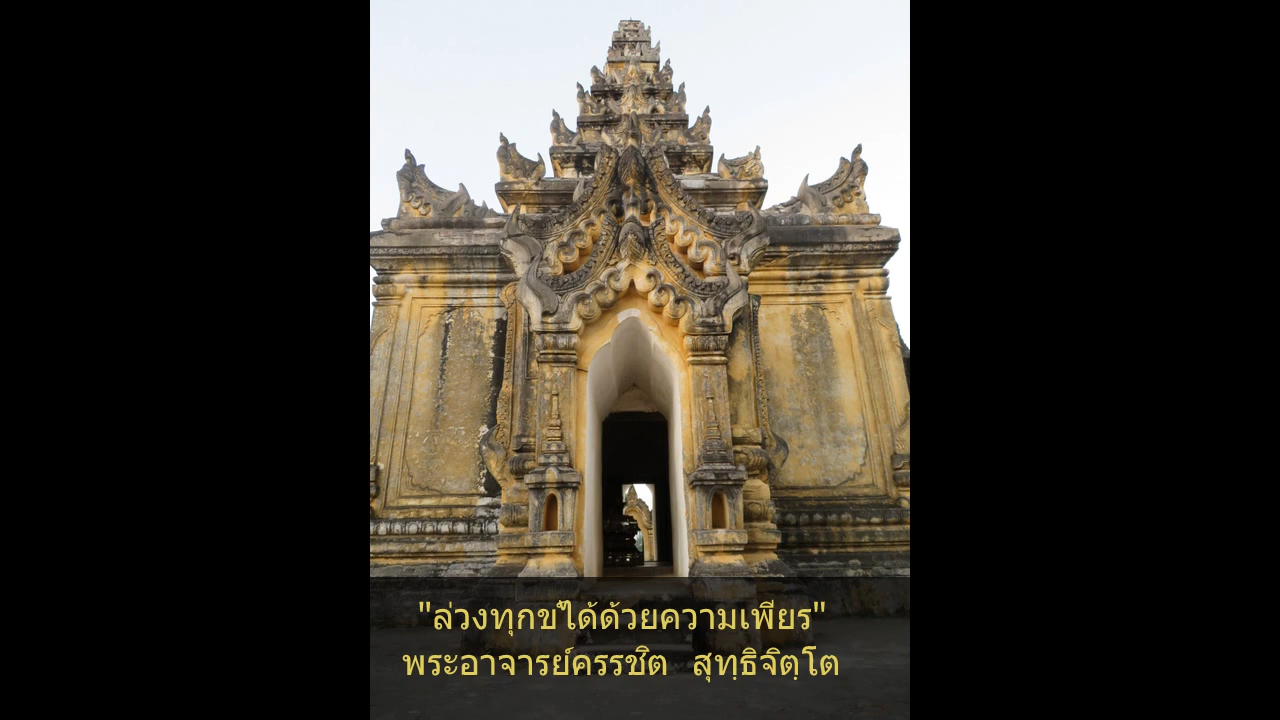 "ล่วงทุกข์ได้ด้วยความเพียร"
พระอาจารย์ครรชิต สุทฺธิจิตฺโต